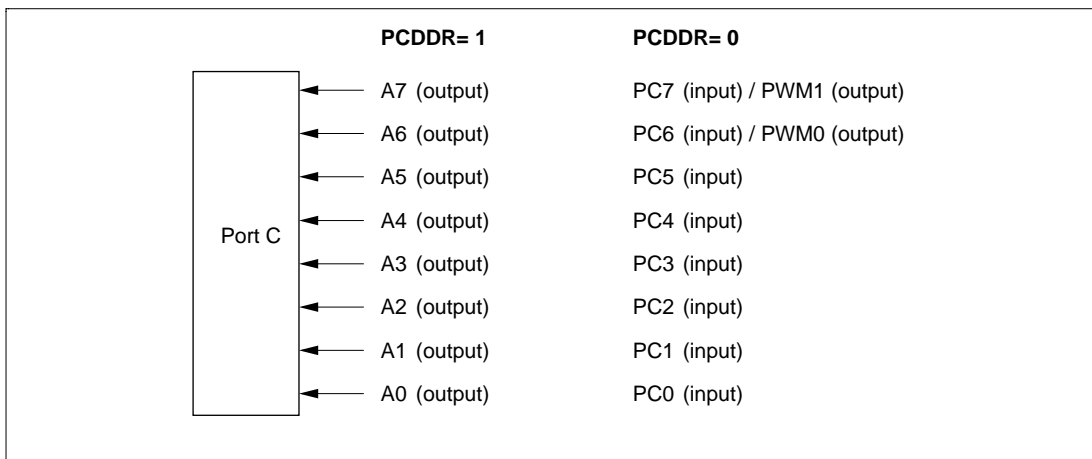 PCDDR= 1 PCDDR= 0
A7 (output) PC7 (input) / PWM1 (output)
A6 (output) PC6 (input) / PWM0 (output)
A5 (output) PC5 (input)
A4 (output) PC4 (input)
Port C
A3 (output) PC3 (input)
A2 (output) PC2 (input)
A1 (output) PC1 (input)
A0 (output) PC0 (input)